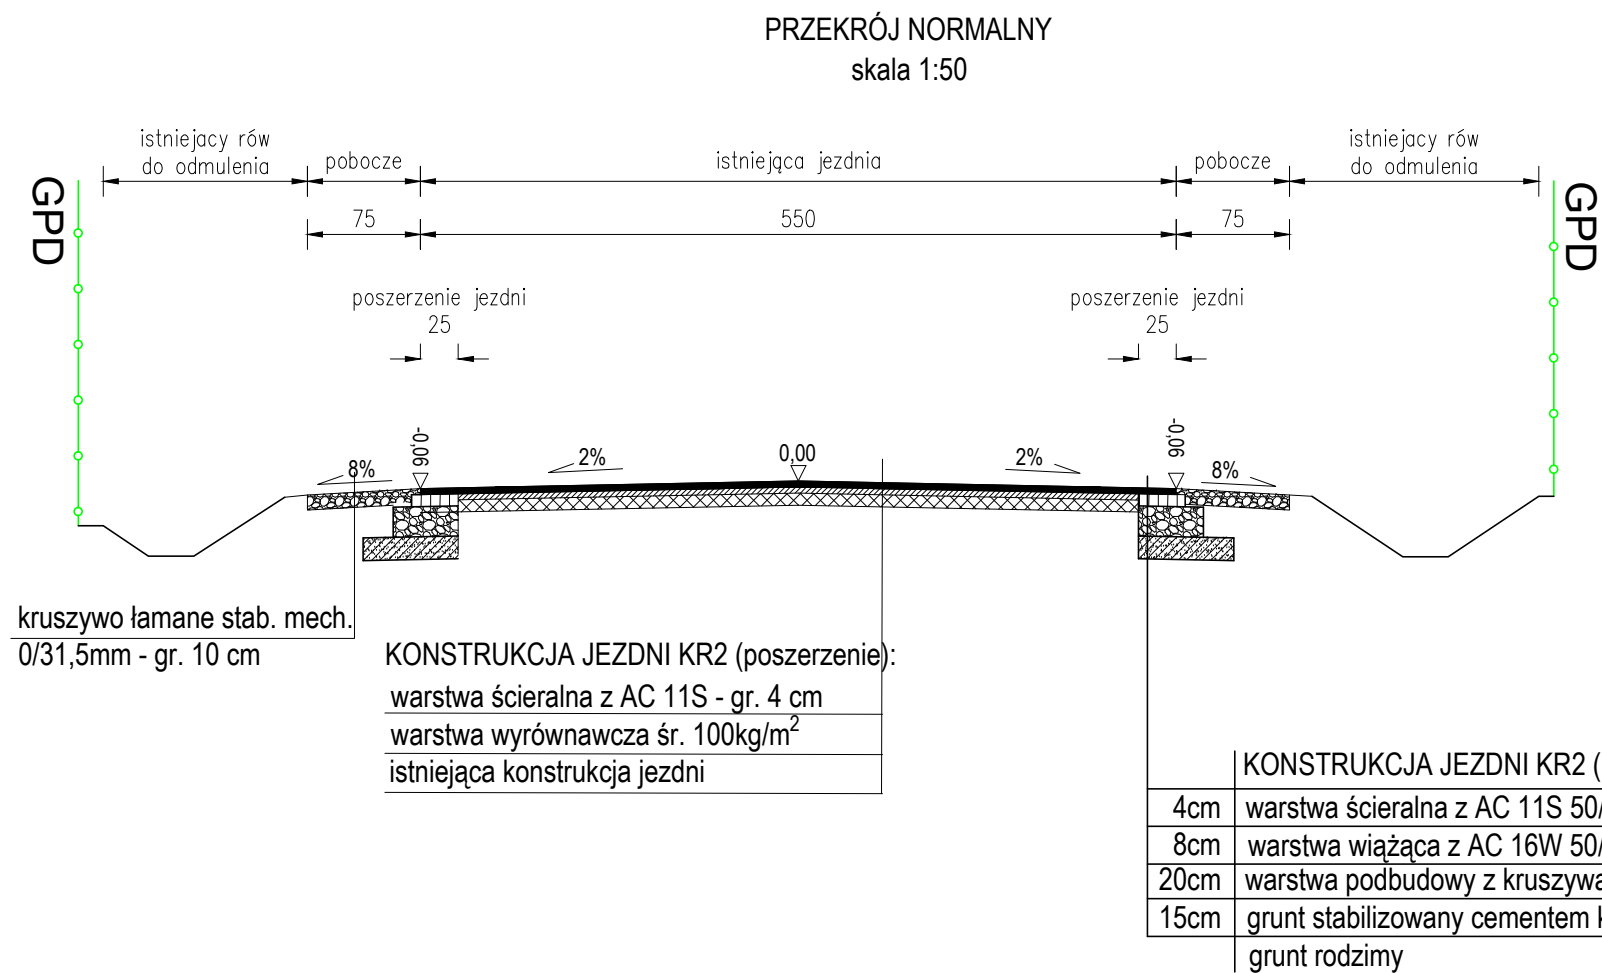 PRZEKRÓJ NORMALNY
skala 1:50
istniejacy rów
do odmulenia
pobocze
istniejąca jezdnia
pobocze
istniejacy rów
do odmulenia
GPD
GPD
75
550
75
poszerzenie jezdni
25
poszerzenie jezdni
25
-0,06
0,00
-0,06
8%
2%
2%
8%
kruszywo łamane stab. mech.
0/31,5mm - gr. 10 cm
KONSTRUKCJA JEZDNI KR2 (poszerzenie):
warstwa ścieralna z AC 11S - gr. 4 cm
warstwa wyrównawcza śr. 100kg/m²
istniejąca konstrukcja jezdni
KONSTRUKCJA JEZDNI KR2 (
4cm warstwa ścieralna z AC 11S 50/
8cm warstwa wiążąca z AC 16W 50/
20cm warstwa podbudowy z kruszywa
15cm grunt stabilizowany cementem
grunt rodzimy